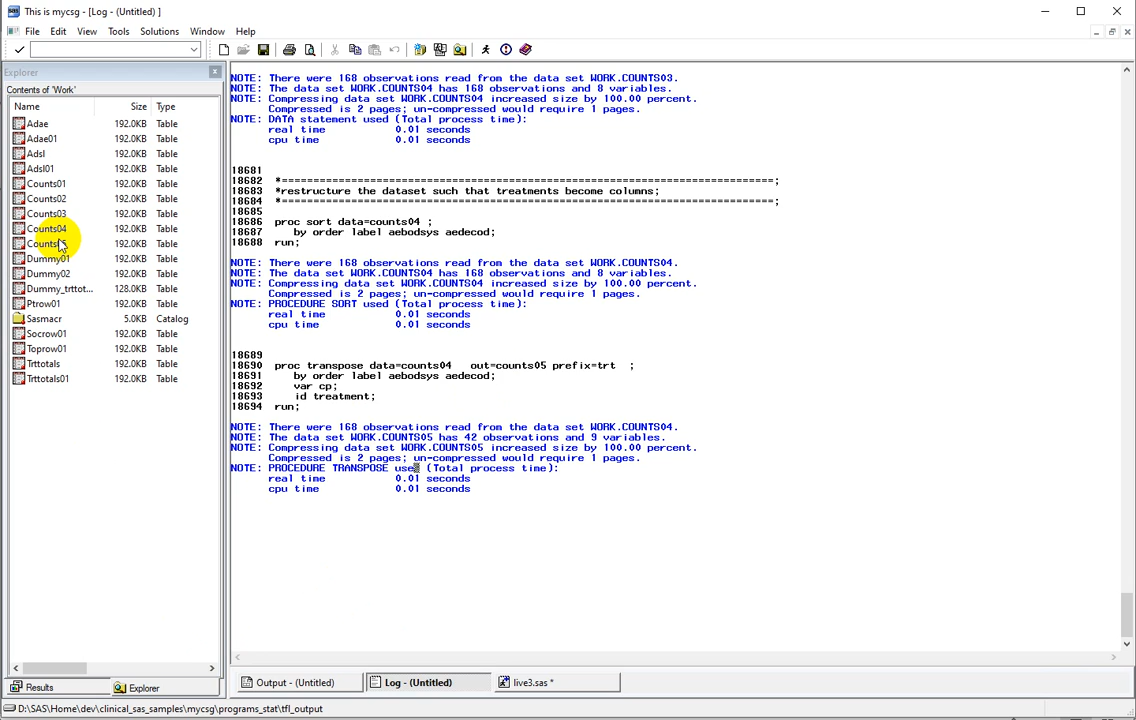 This is mycsg - [Log - (Untitled) ]
File Edit View Tools Solutions Window Help
Explorer
Contents of 'Work'
Name Size Type
Adae 192.0KB Table
Adae01 192.0KB Table
Adsl 192.0KB Table
Adsl01 192.0KB Table
Counts01 192.0KB Table
Counts02 192.0KB Table
Counts03 192.0KB Table
Counts04 192.0KB Table
192.0KB Table
Dummy01 192.0KB Table
Dummy02 192.0KB Table
Dummy_trttot... 128.0KB Table
Ptrow01 192.0KB Table
Sasmacr 5.0KB Catalog
Socrow01 192.0KB Table
Toprow01 192.0KB Table
Trttotals 192.0KB Table
Trttotals01 192.0KB Table
Results Explorer
NOTE: There were 168 observations read from the data set WORK.COUNTS03.
NOTE: The data set WORK.COUNTS04 has 168 observations and 8 variables.
NOTE: Compressing data set WORK.COUNTS04 increased size by 100.00 percent.
Compressed is 2 pages; un-compressed would require 1 pages.
NOTE: DATA statement used (Total process time):
real time 0.01 seconds
cpu time 0.01 seconds
18681
18682 *==============================================================================;
18683 *restructure the dataset such that treatments become columns;
18684 *==============================================================================;
18685
18686 proc sort data=counts04 ;
18687 by order label aebodsys aedecod;
18688 run;
NOTE: There were 168 observations read from the data set WORK.COUNTS04.
NOTE: The data set WORK.COUNTS04 has 168 observations and 8 variables.
NOTE: Compressing data set WORK.COUNTS04 increased size by 100.00 percent.
Compressed is 2 pages; un-compressed would require 1 pages.
NOTE: PROCEDURE SORT used (Total process time):
real time 0.01 seconds
cpu time 0.01 seconds
18689
18690 proc transpose data=counts04 out=counts05 prefix=trt ;
18691 by order label aebodsys aedecod;
18692 var cp;
18693 id treatment;
18694 run;
NOTE: There were 168 observations read from the data set WORK.COUNTS04.
NOTE: The data set WORK.COUNTS05 has 42 observations and 9 variables.
NOTE: Compressing data set WORK.COUNTS05 increased size by 100.00 percent.
Compressed is 2 pages; un-compressed would require 1 pages.
NOTE: PROCEDURE TRANSPOSE used (Total process time):
real time 0.01 seconds
cpu time 0.01 seconds
Output - (Untitled) Log - (Untitled) live3.sas *
D:\SAS\Home\dev\clinical_sas_samples\mycsg\programs_stat\tfl_output